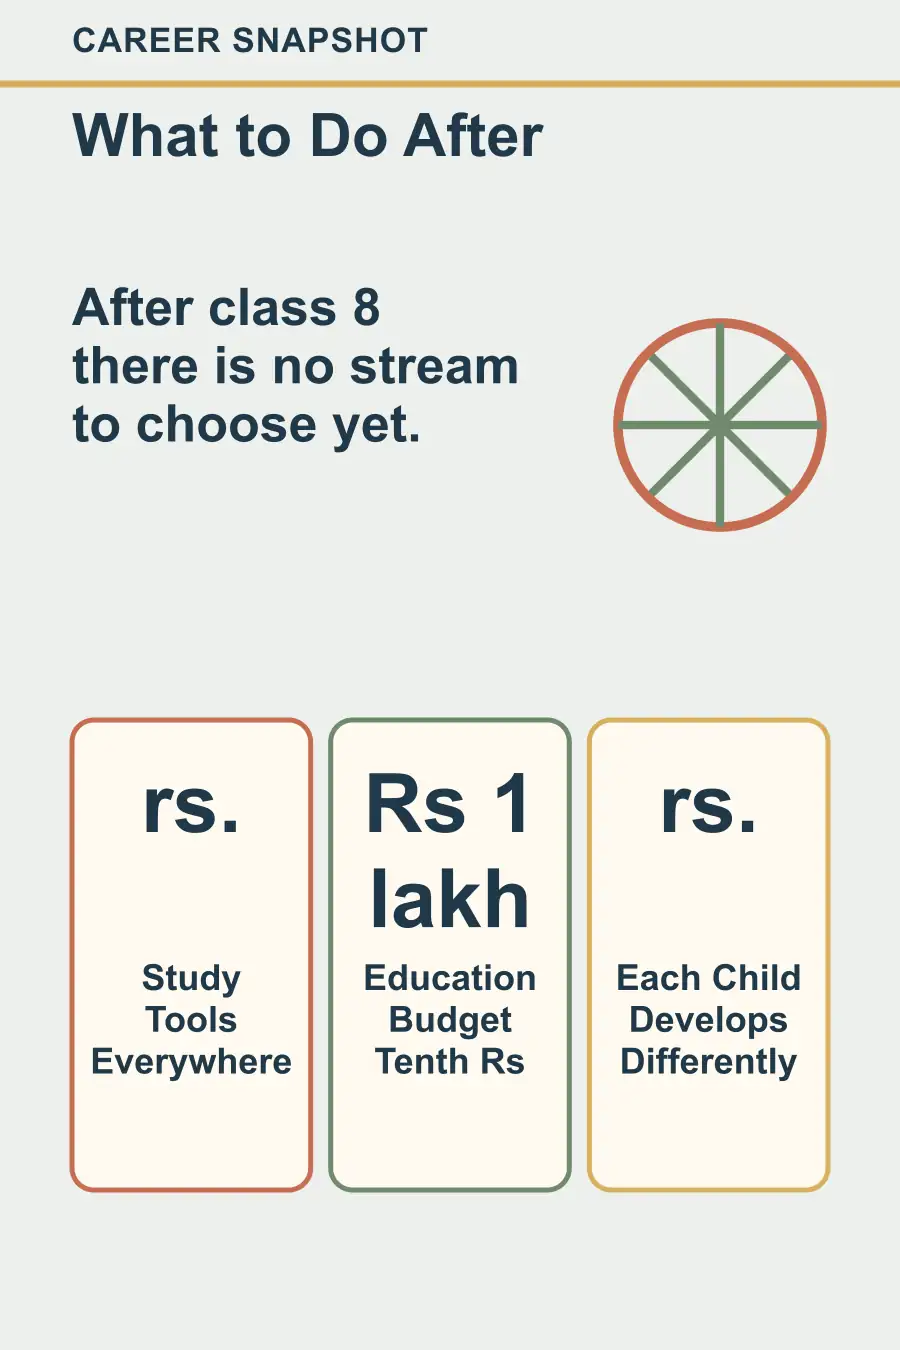 CAREER SNAPSHOT
What to Do After
After class 8
there is no stream
to choose yet.
rs.
Study
Tools
Everywhere
Rs 1
lakh
Education
Budget
Tenth Rs
rs.
Each Child
Develops
Differently